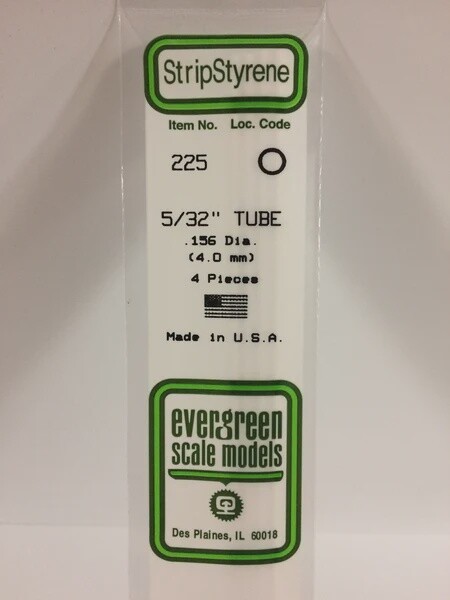 StripStyrene
Item No. Loc. Code
225 O
5/32" TUBE
.156 Dia.
(4.0 mm)
4 Pieces
Made in U.S.A.
evergreen
scale models
Des Plaines, IL 60018